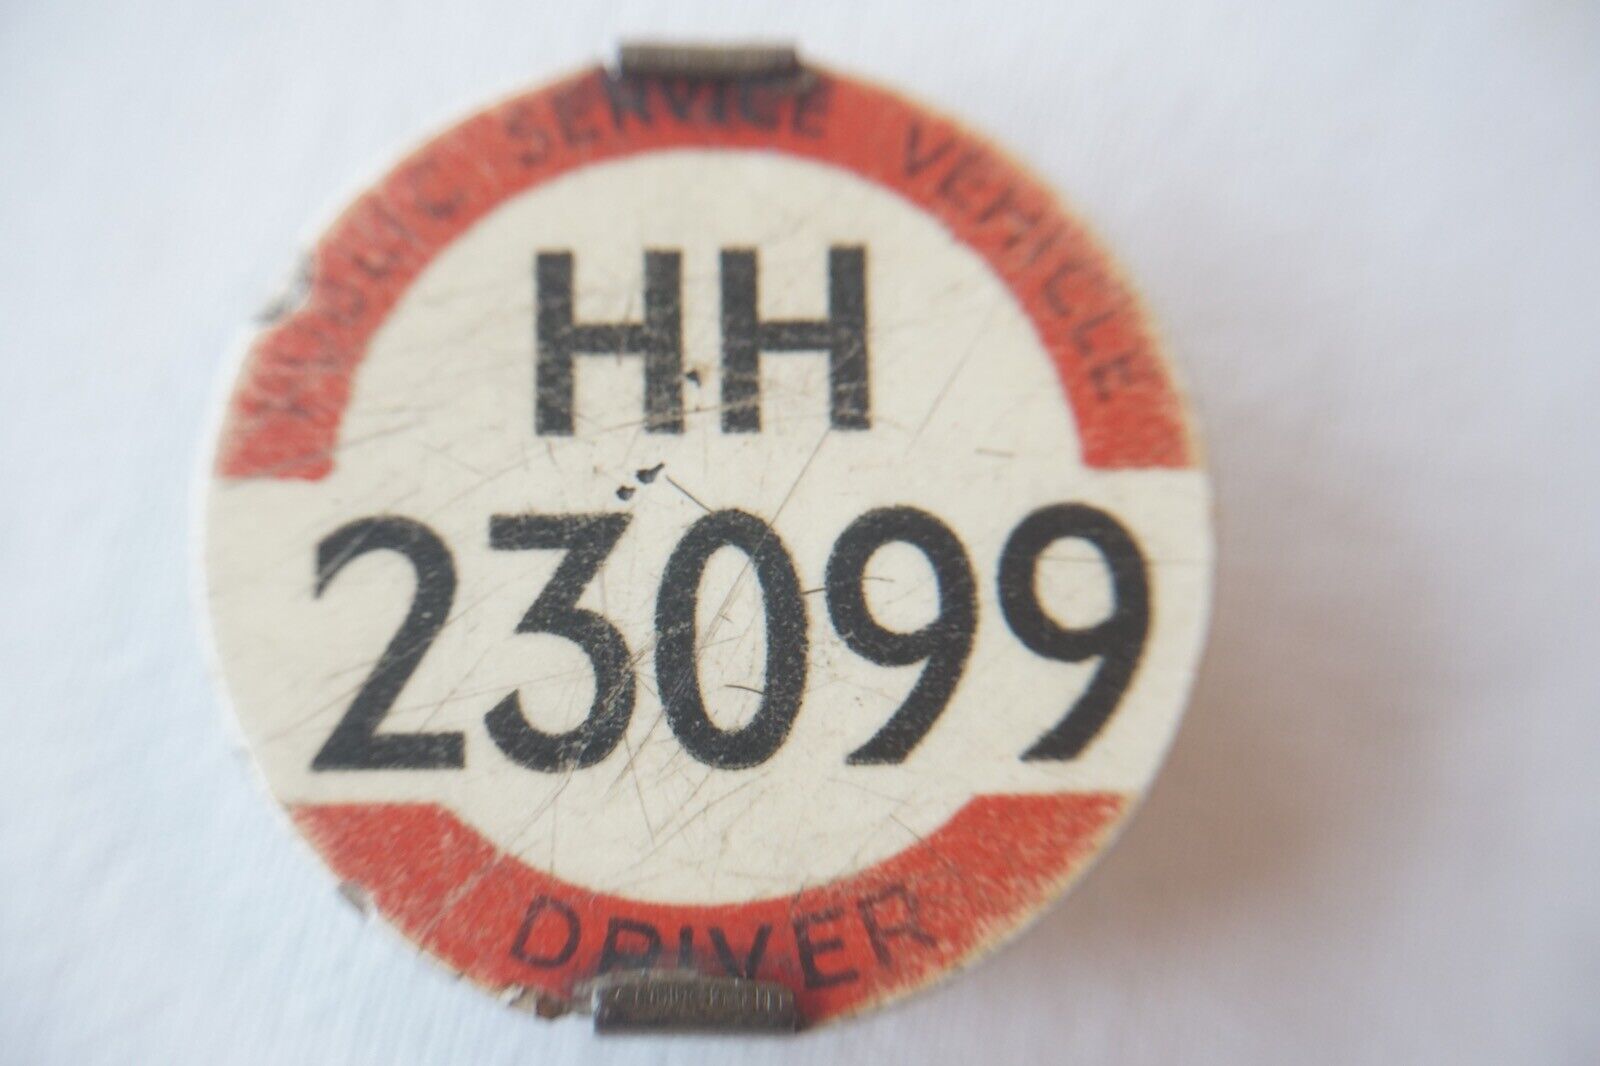 PUBLIC SERVICE VEHICLE
HH
23099
DRIVER